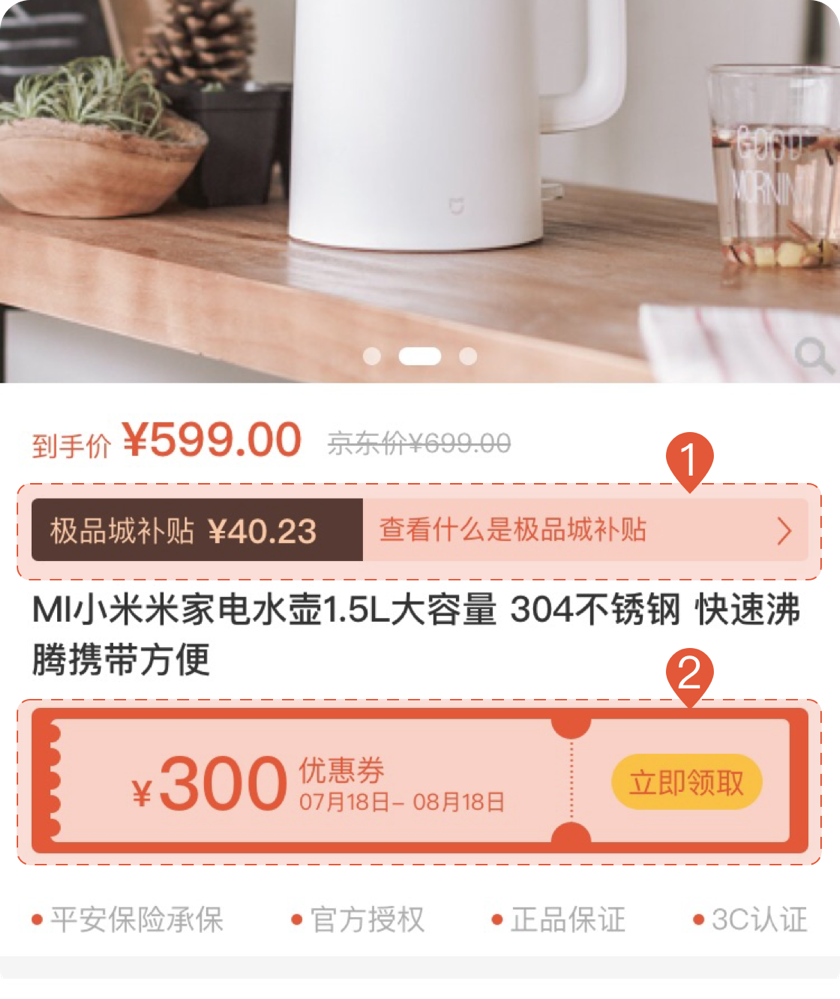 GOOD
MORNING
到手价 ¥599.00 京东价¥699.00
1
极品城补贴 ¥40.23 查看什么是极品城补贴
MI小米米家电水壶1.5L大容量 304不锈钢 快速沸
腾携带方便
2
¥300 优惠券
07月18日– 08月18日
立即领取
平安保险承保 官方授权 正品保证 3C认证